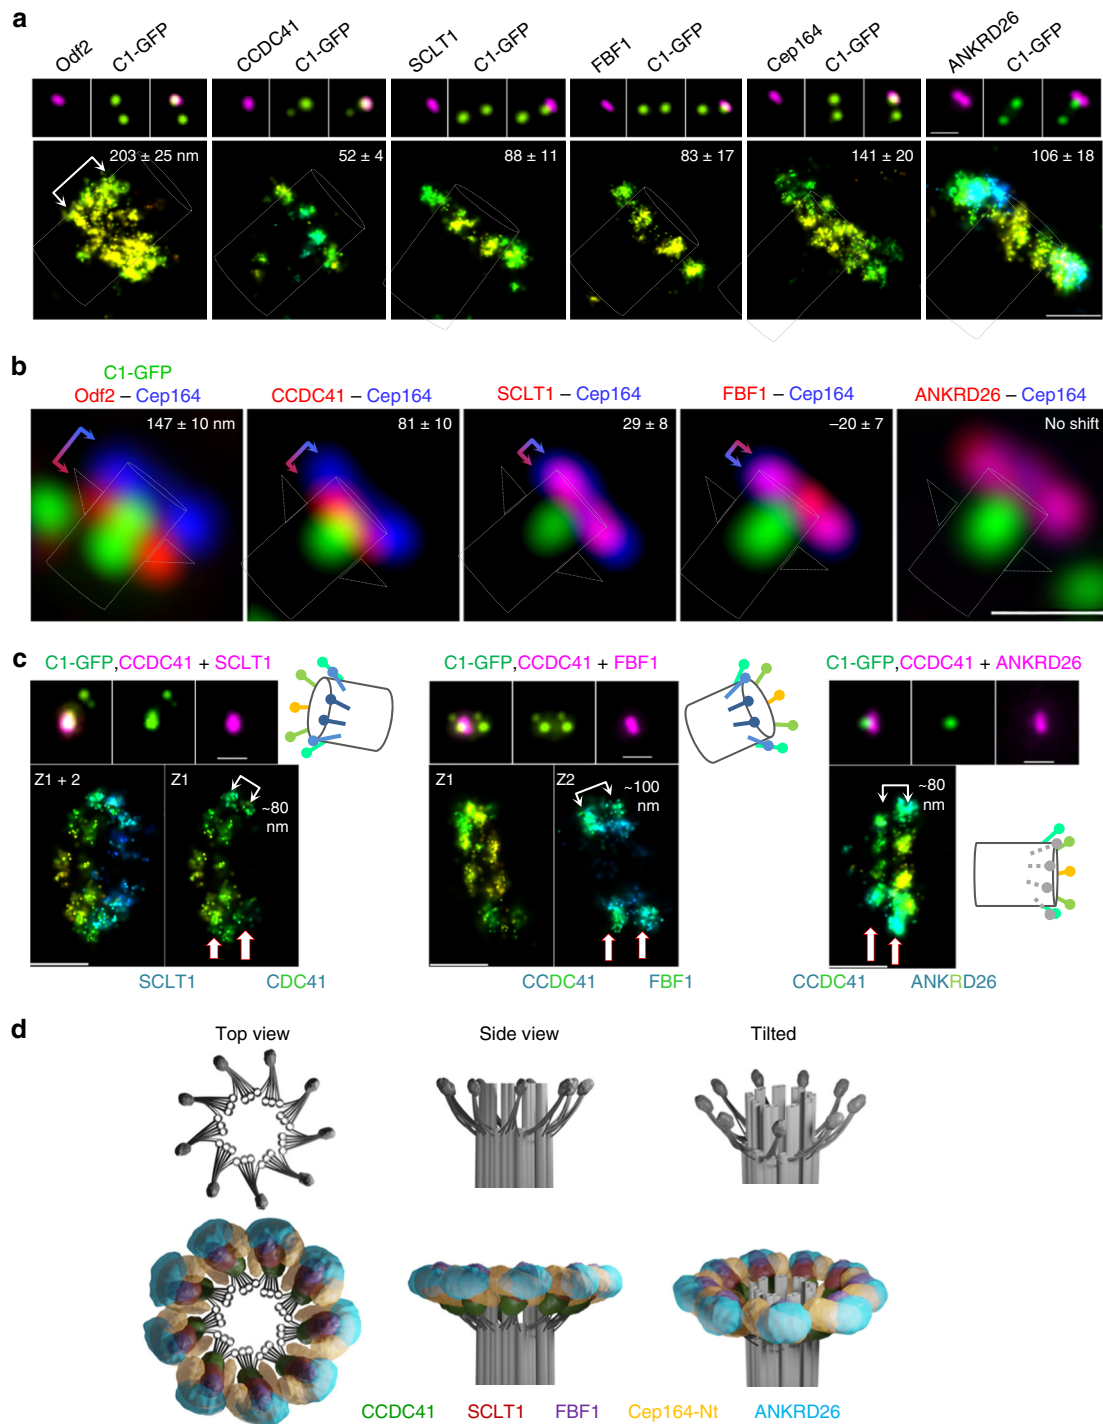 a
Odf2 C1-GFP CCDC41 C1-GFP SCLT1 C1-GFP FBF1 C1-GFP Cep164 C1-GFP ANKRD26 C1-GFP
203 ± 25 nm 52 ± 4 88 ± 11 83 ± 17 141 ± 20 106 ± 18
b
C1-GFP
Odf2 – Cep164 CCDC41 – Cep164 SCLT1 – Cep164 FBF1 – Cep164 ANKRD26 – Cep164
147 ± 10 nm 81 ± 10 29 ± 8 –20 ± 7 No shift
c
C1-GFP,CCDC41 + SCLT1 C1-GFP,CCDC41 + FBF1 C1-GFP,CCDC41 + ANKRD26
Z1 + 2 Z1 ~80 nm Z1 Z2 ~100 nm ~80 nm
SCLT1 CDC41 CCDC41 FBF1 CCDC41 ANKRD26
d
Top view Side view Tilted
CCDC41 SCLT1 FBF1 Cep164-Nt ANKRD26